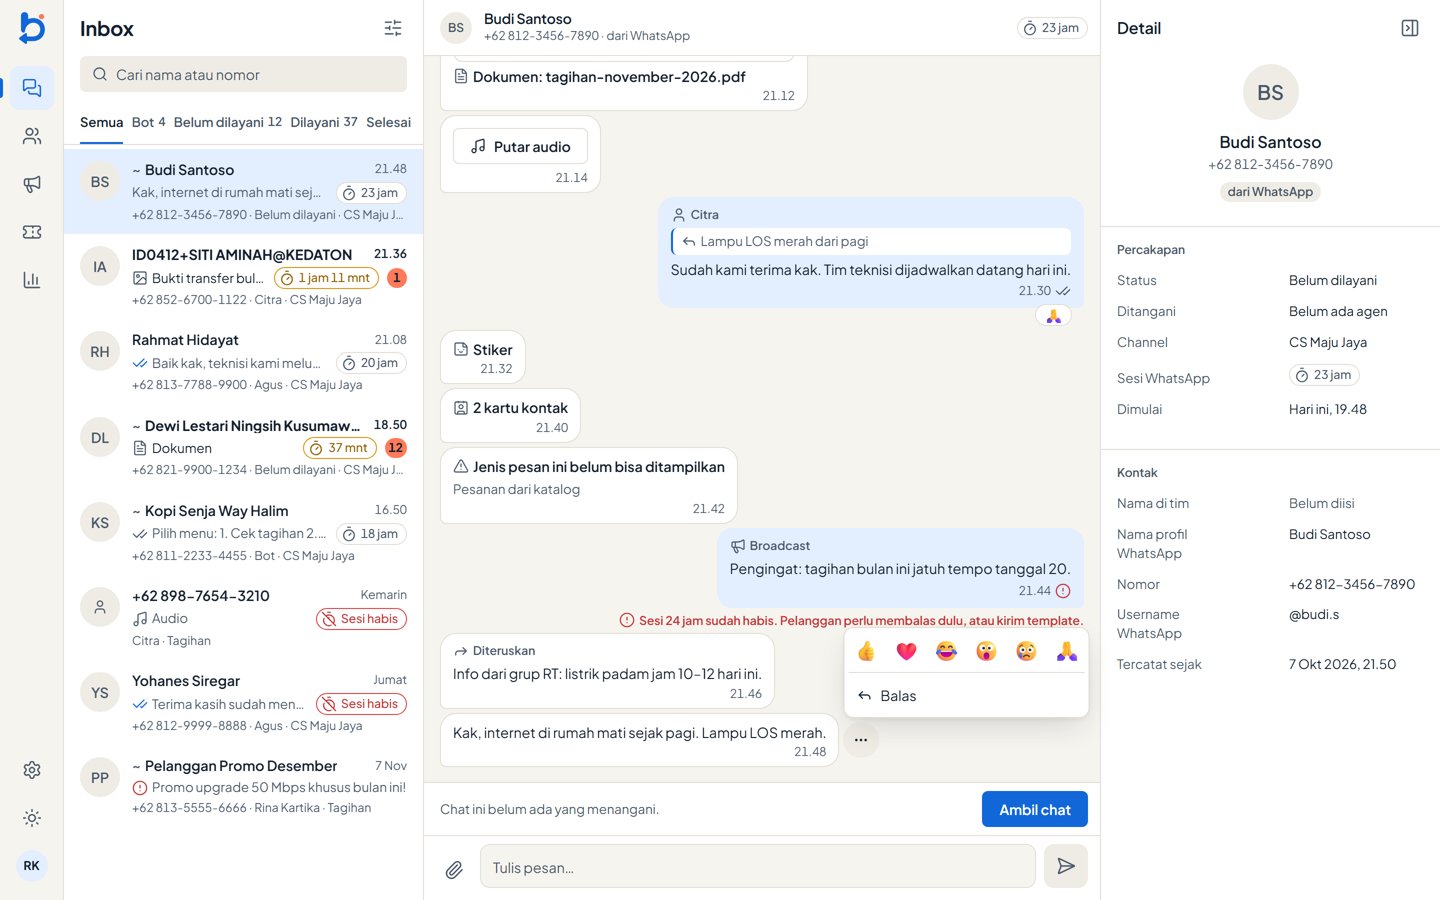 Inbox
Cari nama atau nomor
Semua Bot 4 Belum dilayani 12 Dilayani 37 Selesai
BS
~ Budi Santoso 21.48
Kak, internet di rumah mati sej... 23 jam
+62 812-3456-7890 · Belum dilayani · CS Maju J...
IA
ID0412+SITI AMINAH@KEDATON 21.36
Bukti transfer bul... 1 jam 11 mnt 1
+62 852-6700-1122 · Citra · CS Maju Jaya
RH
Rahmat Hidayat 21.08
Baik kak, teknisi kami melu... 20 jam
+62 813-7788-9900 · Agus · CS Maju Jaya
DL
~ Dewi Lestari Ningsih Kusumaw... 18.50
Dokumen 37 mnt 12
+62 821-9900-1234 · Belum dilayani · CS Maju J...
KS
~ Kopi Senja Way Halim 16.50
Pilih menu: 1. Cek tagihan 2.... 18 jam
+62 811-2233-4455 · Bot · CS Maju Jaya
+62 898-7654-3210 Kemarin
Audio Sesi habis
Citra · Tagihan
YS
Yohanes Siregar Jumat
Terima kasih sudah men... Sesi habis
+62 812-9999-8888 · Agus · CS Maju Jaya
PP
~ Pelanggan Promo Desember 7 Nov
Promo upgrade 50 Mbps khusus bulan ini!
+62 813-5555-6666 · Rina Kartika · Tagihan
RK
BS
Budi Santoso
+62 812-3456-7890 · dari WhatsApp
23 jam
Dokumen: tagihan-november-2026.pdf
21.12
Putar audio
21.14
Citra
Lampu LOS merah dari pagi
Sudah kami terima kak. Tim teknisi dijadwalkan datang hari ini.
21.30
Stiker
21.32
2 kartu kontak
21.40
Jenis pesan ini belum bisa ditampilkan
Pesanan dari katalog
21.42
Broadcast
Pengingat: tagihan bulan ini jatuh tempo tanggal 20.
21.44
Sesi 24 jam sudah habis. Pelanggan perlu membalas dulu, atau kirim template.
Diteruskan
Info dari grup RT: listrik padam jam 10–12 hari ini.
21.46
Balas
Kak, internet di rumah mati sejak pagi. Lampu LOS merah.
21.48
Chat ini belum ada yang menangani.
Ambil chat
Tulis pesan...
Detail
BS
Budi Santoso
+62 812-3456-7890
dari WhatsApp
Percakapan
Status Belum dilayani
Ditangani Belum ada agen
Channel CS Maju Jaya
Sesi WhatsApp 23 jam
Dimulai Hari ini, 19.48
Kontak
Nama di tim Belum diisi
Nama profil WhatsApp Budi Santoso
Nomor +62 812-3456-7890
Username WhatsApp @budi.s
Tercatat sejak 7 Okt 2026, 21.50